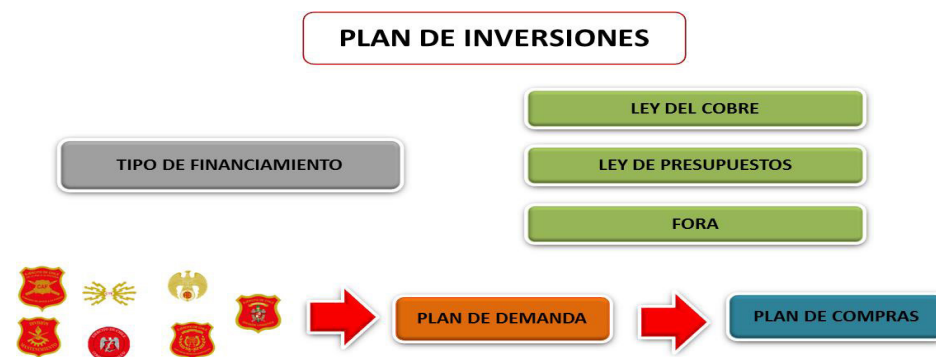 PLAN DE INVERSIONES
LEY DEL COBRE
TIPO DE FINANCIAMIENTO
LEY DE PRESUPUESTOS
FORA
PLAN DE DEMANDA
PLAN DE COMPRAS